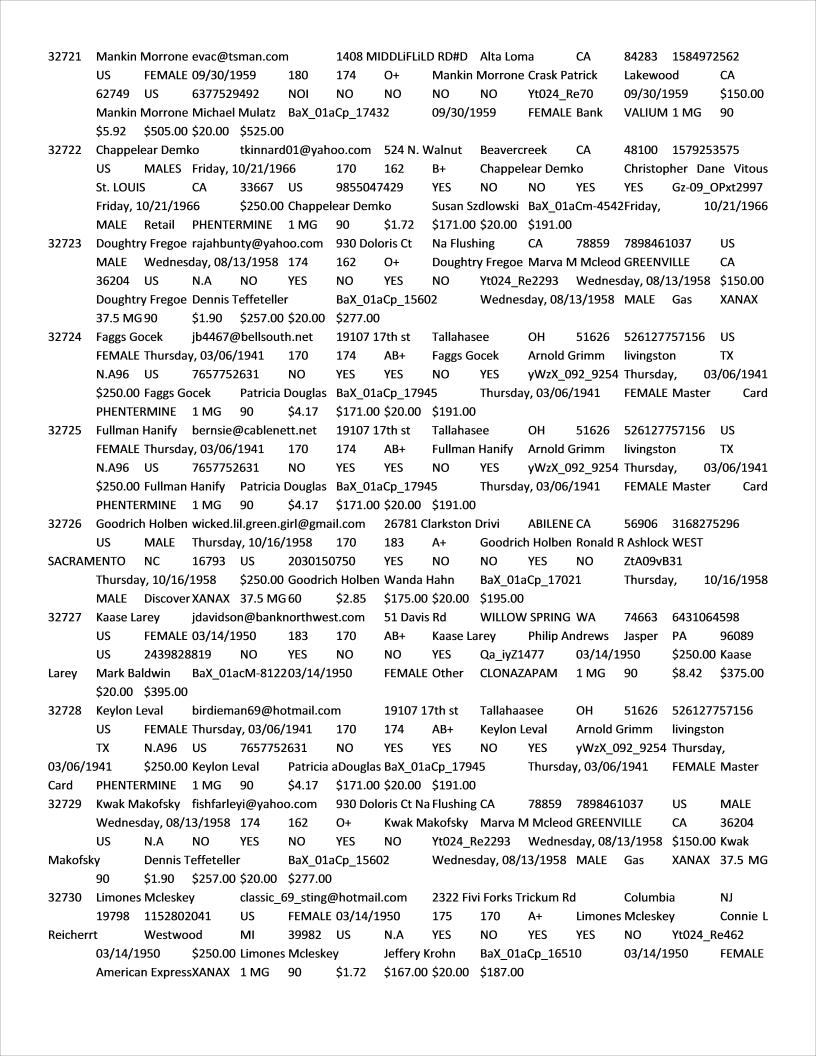 32721 Mankin Morrone evac@tsman.com 1408 MIDDLiFLiLD RD#D Alta Loma CA 84283 1584972562
US FEMALE 09/30/1959 180 174 O+ Mankin Morrone Crask Patrick Lakewood CA
62749 US 6377529492 NOI NO NO NO NO Yt024_Re70 09/30/1959 $150.00
Mankin Morrone Michael Mulatz BaX_01aCp_17432 09/30/1959 FEMALE Bank VALIUM 1 MG 90
$5.92 $505.00 $20.00 $525.00
32722 Chappelear Demko tkinnard01@yahoo.com 524 N. Walnut Beavercreek CA 48100 1579253575
US MALES Friday, 10/21/1966 170 162 B+ Chappelear Demko Christopher Dane Vitous
St. LOUIS CA 33667 US 9855047429 YES NO NO YES YES Gz-09_OPxt2997
Friday, 10/21/1966 $250.00 Chappelear Demko Susan Szdlowski BaX_01aCm-4542Friday, 10/21/1966
MALE Retail PHENTERMINE 1 MG 90 $1.72 $171.00 $20.00 $191.00
32723 Doughtry Fregoe rajahbunty@yahoo.com 930 Doloris Ct Na Flushing CA 78859 7898461037 US
MALE Wednesday, 08/13/1958 174 162 O+ Doughtry Fregoe Marva M Mcleod GREENVILLE CA
36204 US N.A NO YES NO YES NO Yt024_Re2293 Wednesday, 08/13/1958 $150.00
Doughtry Fregoe Dennis Teffeteller BaX_01aCp_15602 Wednesday, 08/13/1958 MALE Gas XANAX
37.5 MG 90 $1.90 $257.00 $20.00 $277.00
32724 Faggs Gocek jb4467@bellsouth.net 19107 17th st Tallahasee OH 51626 526127757156 US
FEMALE Thursday, 03/06/1941 170 174 AB+ Faggs Gocek Arnold Grimm livingston TX
N.A96 US 7657752631 NO YES YES NO YES yWzX_092_9254 Thursday, 03/06/1941
$250.00 Faggs Gocek Patricia Douglas BaX_01aCp_17945 Thursday, 03/06/1941 FEMALE Master Card
PHENTERMINE 1 MG 90 $4.17 $171.00 $20.00 $191.00
32725 Fullman Hanify bernsie@cablenett.net 19107 17th st Tallahasee OH 51626 526127757156 US
FEMALE Thursday, 03/06/1941 170 174 AB+ Fullman Hanify Arnold Grimm livingston TX
N.A96 US 7657752631 NO YES YES NO YES yWzX_092_9254 Thursday, 03/06/1941
$250.00 Fullman Hanify Patricia Douglas BaX_01aCp_17945 Thursday, 03/06/1941 FEMALE Master Card
PHENTERMINE 1 MG 90 $4.17 $171.00 $20.00 $191.00
32726 Goodrich Holben wicked.lil.green.girl@gmail.com 26781 Clarkston Drivi ABILENE CA 56906 3168275296
US MALE Thursday, 10/16/1958 170 183 A+ Goodrich Holben Ronald R Ashlock WEST
SACRAMENTO NC 16793 US 2030150750 YES NO NO YES NO ZtA09vB31
Thursday, 10/16/1958 $250.00 Goodrich Holben Wanda Hahn BaX_01aCp_17021 Thursday, 10/16/1958
MALE Discover XANAX 37.5 MG 60 $2.85 $175.00 $20.00 $195.00
32727 Kaase Larey jdavidson@banknorthwest.com 51 Davis Rd WILLOW SPRING WA 74663 6431064598
US FEMALE 03/14/1950 183 170 AB+ Kaase Larey Philip Andrews Jasper PA 96089
US 2439828819 NO YES NO NO YES Qa_iyZ1477 03/14/1950 $250.00 Kaase
Larey Mark Baldwin BaX_01acM-8122 03/14/1950 FEMALE Other CLONAZAPAM 1 MG 90 $8.42 $375.00
$20.00 $395.00
32728 Keylon Leval birdieman69@hotmail.com 19107 17th st Tallahaasee OH 51626 526127757156
US FEMALE Thursday, 03/06/1941 170 174 AB+ Keylon Leval Arnold Grimm livingston
TX N.A96 US 7657752631 NO YES YES NO YES yWzX_092_9254 Thursday,
03/06/1941 $250.00 Keylon Leval Patricia aDouglas BaX_01aCp_17945 Thursday, 03/06/1941 FEMALE Master
Card PHENTERMINE 1 MG 90 $4.17 $171.00 $20.00 $191.00
32729 Kwak Makofsky fishfarleyi@yahoo.com 930 Doloris Ct Na Flushing CA 78859 7898461037 US MALE
Wednesday, 08/13/1958 174 162 O+ Kwak Makofsky Marva M Mcleod GREENVILLE CA 36204
US N.A NO YES NO YES NO Yt024_Re2293 Wednesday, 08/13/1958 $150.00 Kwak
Makofsky Dennis Teffeteller BaX_01aCp_15602 Wednesday, 08/13/1958 MALE Gas XANAX 37.5 MG
90 $1.90 $257.00 $20.00 $277.00
32730 Limones Mcleskey classic_69_sting@hotmail.com 2322 Fivi Forks Trickum Rd Columbia NJ
19798 1152802041 US FEMALE 03/14/1950 175 170 A+ Limones Mcleskey Connie L
Reicherrt Westwood MI 39982 US N.A YES NO YES YES NO Yt024_Re462
03/14/1950 $250.00 Limones Mcleskey Jeffery Krohn BaX_01aCp_16510 03/14/1950 FEMALE
American Express XANAX 1 MG 90 $1.72 $167.00 $20.00 $187.00